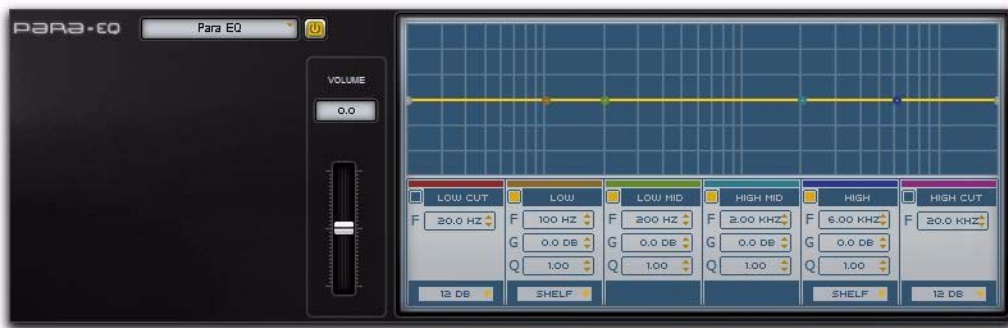 PARA-EQ
Para EQ
VOLUME
0.0
LOW CUT
F 20.0 HZ
12 DB
LOW
F 100 HZ
G 0.0 DB
Q 1.00
SHELF
LOW MID
F 200 HZ
G 0.0 DB
Q 1.00
HIGH MID
F 2.00 KHZ
G 0.0 DB
Q 1.00
HIGH
F 6.00 KHZ
G 0.0 DB
Q 1.00
SHELF
HIGH CUT
F 20.0 KHZ
12 DB